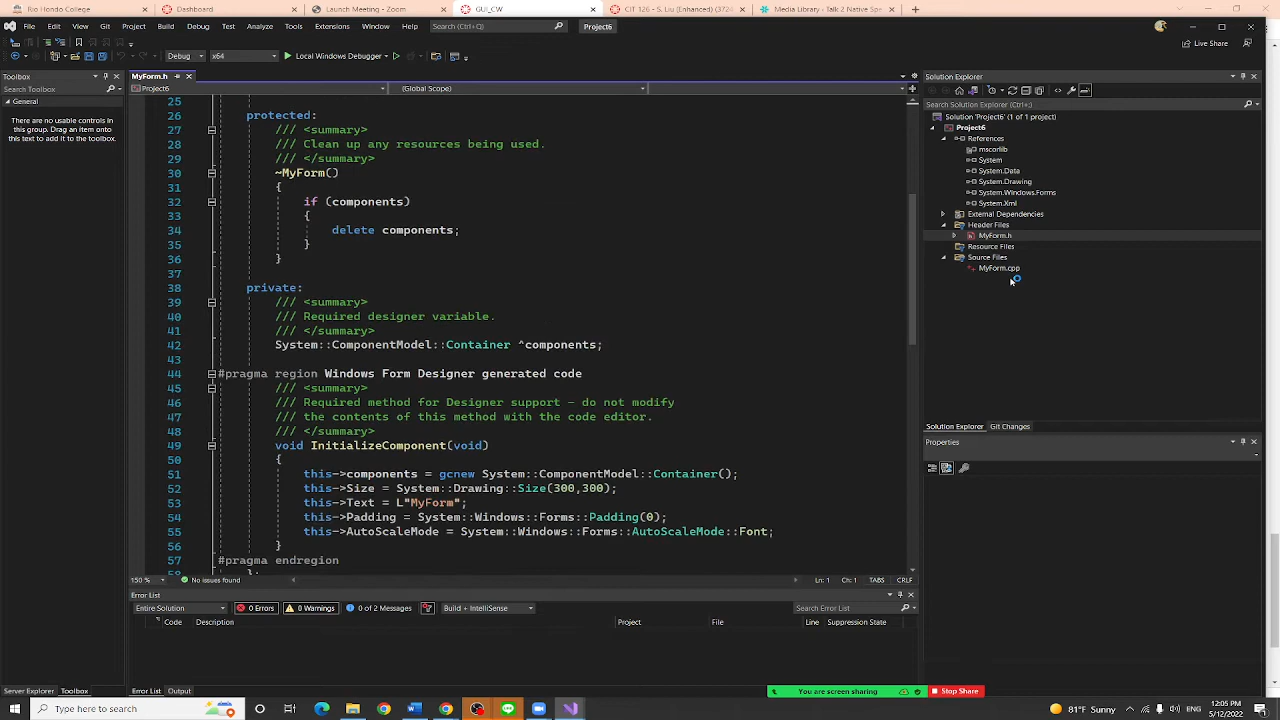 Rio Hondo College
Dashboard
Launch Meeting - Zoom
GUI_CW
CIT 126 - S. Liu (Enhanced) (3724
Media Library - Talk 2 Native Spe
File Edit View Git Project Build Debug Test Analyze Tools Extensions Window Help
Search (Ctrl+Q)
Project6
Live Share
Debug x64 Local Windows Debugger
Toolbox
Search Toolbox
General
There are no usable controls in
this group. Drag an item onto
this text to add it to the toolbox.
MyForm.h
Project6 (Global Scope)
25
26 protected:
27 /// <summary>
28 /// Clean up any resources being used.
29 /// </summary>
30 ~MyForm()
31 {
32 if (components)
33 {
34 delete components;
35 }
36 }
37
38 private:
39 /// <summary>
40 /// Required designer variable.
41 /// </summary>
42 System::ComponentModel::Container ^components;
43
44 #pragma region Windows Form Designer generated code
45 /// <summary>
46 /// Required method for Designer support - do not modify
47 /// the contents of this method with the code editor.
48 /// </summary>
49 void InitializeComponent(void)
50 {
51 this->components = gcnew System::ComponentModel::Container();
52 this->Size = System::Drawing::Size(300,300);
53 this->Text = L"MyForm";
54 this->Padding = System::Windows::Forms::Padding(0);
55 this->AutoScaleMode = System::Windows::Forms::AutoScaleMode::Font;
56 }
57 #pragma endregion
58 };
150 % No issues found Ln: 1 Ch: 1 TABS CRLF
Error List
Entire Solution 0 Errors 0 Warnings 0 of 2 Messages Build + IntelliSense Search Error List
Code Description Project File Line Suppression State
Solution Explorer
Search Solution Explorer (Ctrl+;)
Solution 'Project6' (1 of 1 project)
Project6
References
mscorlib
System
System.Data
System.Drawing
System.Windows.Forms
System.Xml
External Dependencies
Header Files
MyForm.h
Resource Files
Source Files
MyForm.cpp
Solution Explorer Git Changes
Properties
Server Explorer Toolbox Error List Output
You are screen sharing Stop Share
Type here to search
81°F Sunny
12:05 PM
5/12/2022